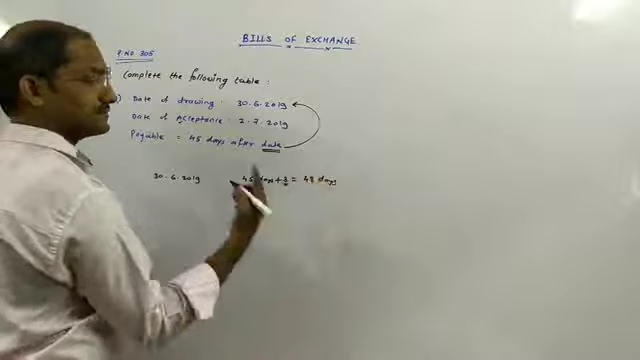 BILLS OF EXCHANGE
P.NO 305
Complete the following table :
) Date of drawing : 30.6.2019
Date of Acceptance : 2.7.2019
Payable = 45 days after date
30.6.2019 45 days + 3 = 48 days